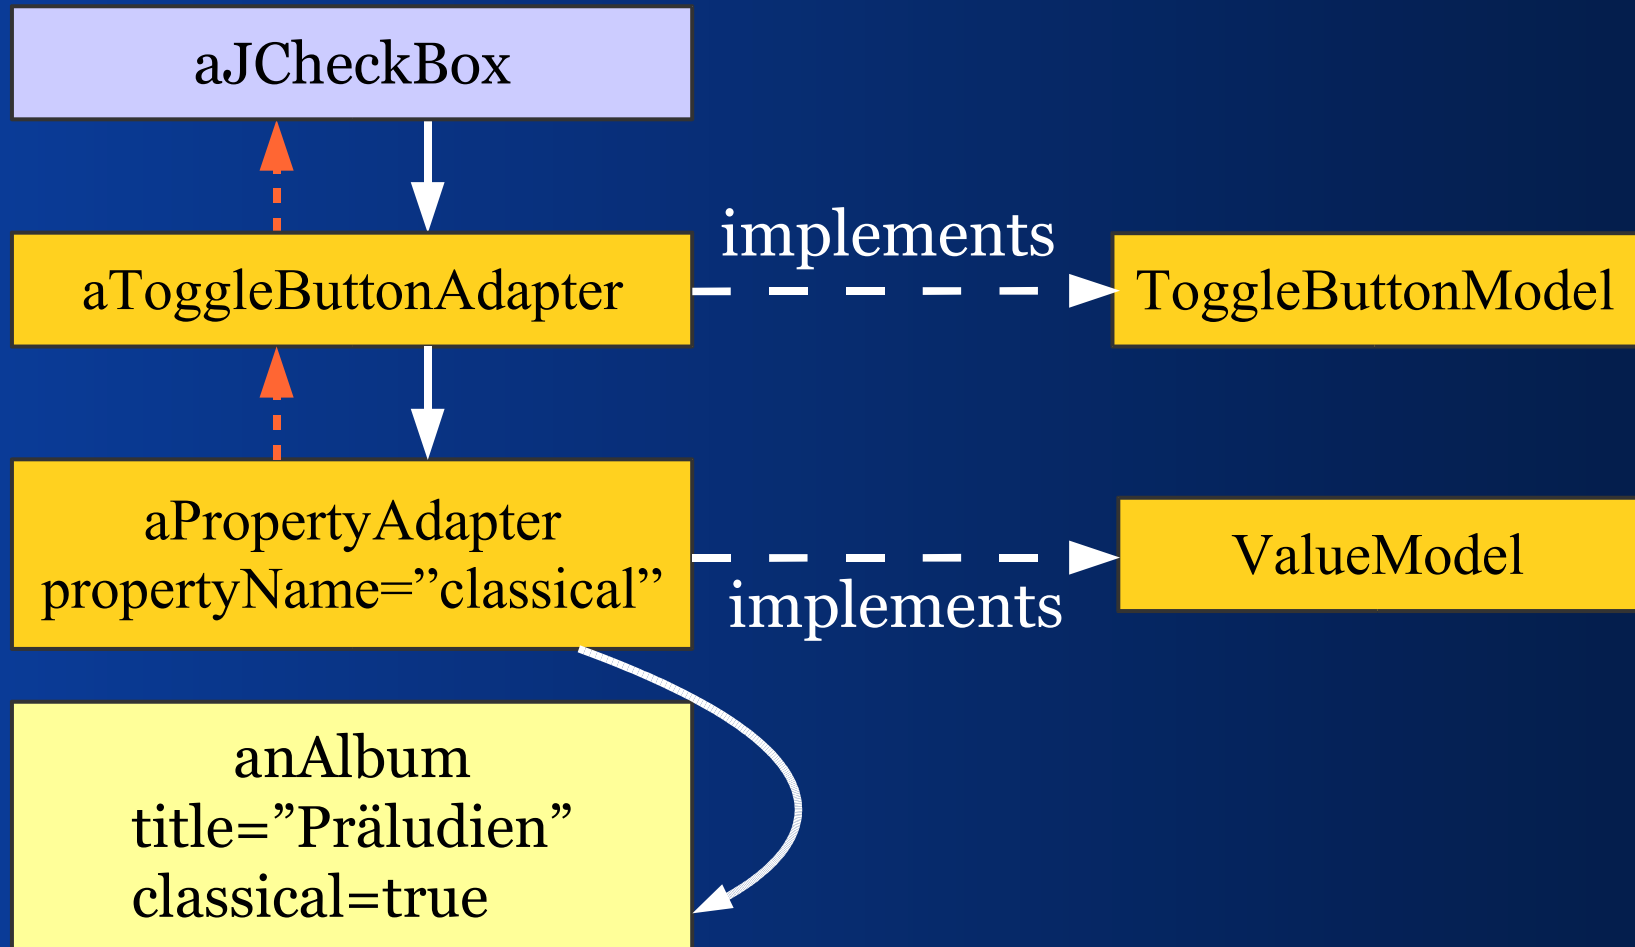 aJCheckBox
implements
aToggleButtonAdapter
ToggleButtonModel
aPropertyAdapter
propertyName=”classical”
ValueModel
implements
anAlbum
title=”Präludien”
classical=true